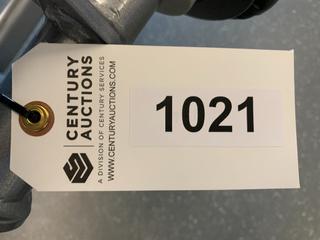 CENTURY
AUCTIONS
A DIVISION OF CENTURY SERVICES
WWW.CENTURYAUCTIONS.COM
1021